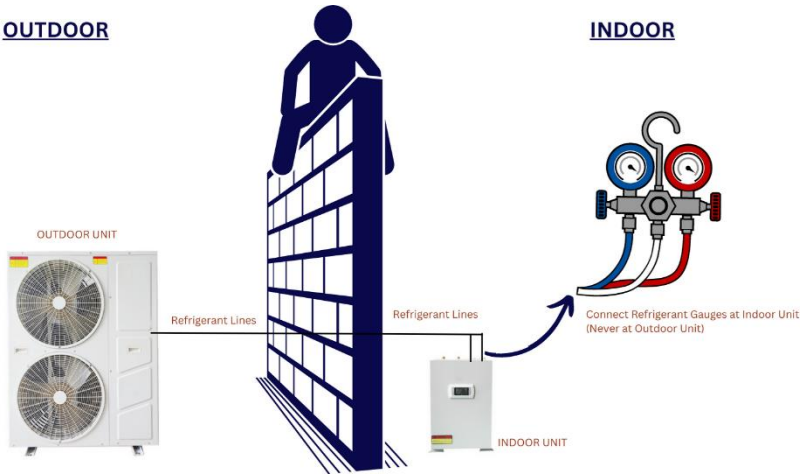 OUTDOOR
INDOOR
OUTDOOR UNIT
Refrigerant Lines
Refrigerant Lines
Connect Refrigerant Gauges at Indoor Unit
(Never at Outdoor Unit)
INDOOR UNIT